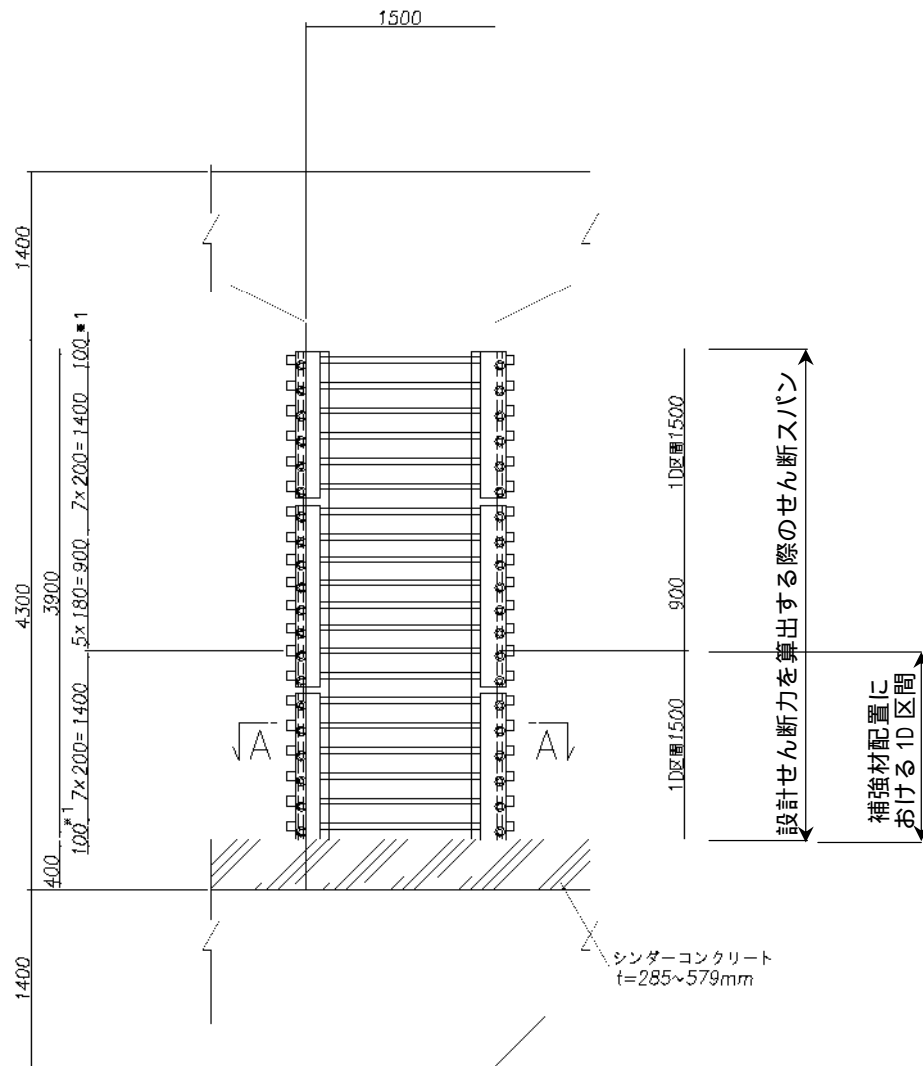 1500
1400
100 ※1
7×200=1400
5×180=900
3900
4300
7×200=1400
100 ※1
400
1400
1D区間1500
900
1D区間1500
設計せん断力を算出する際のせん断スパン
補強材配置に
おける 1D 区間
A
A
シンダーコンクリート
t=285~579mm